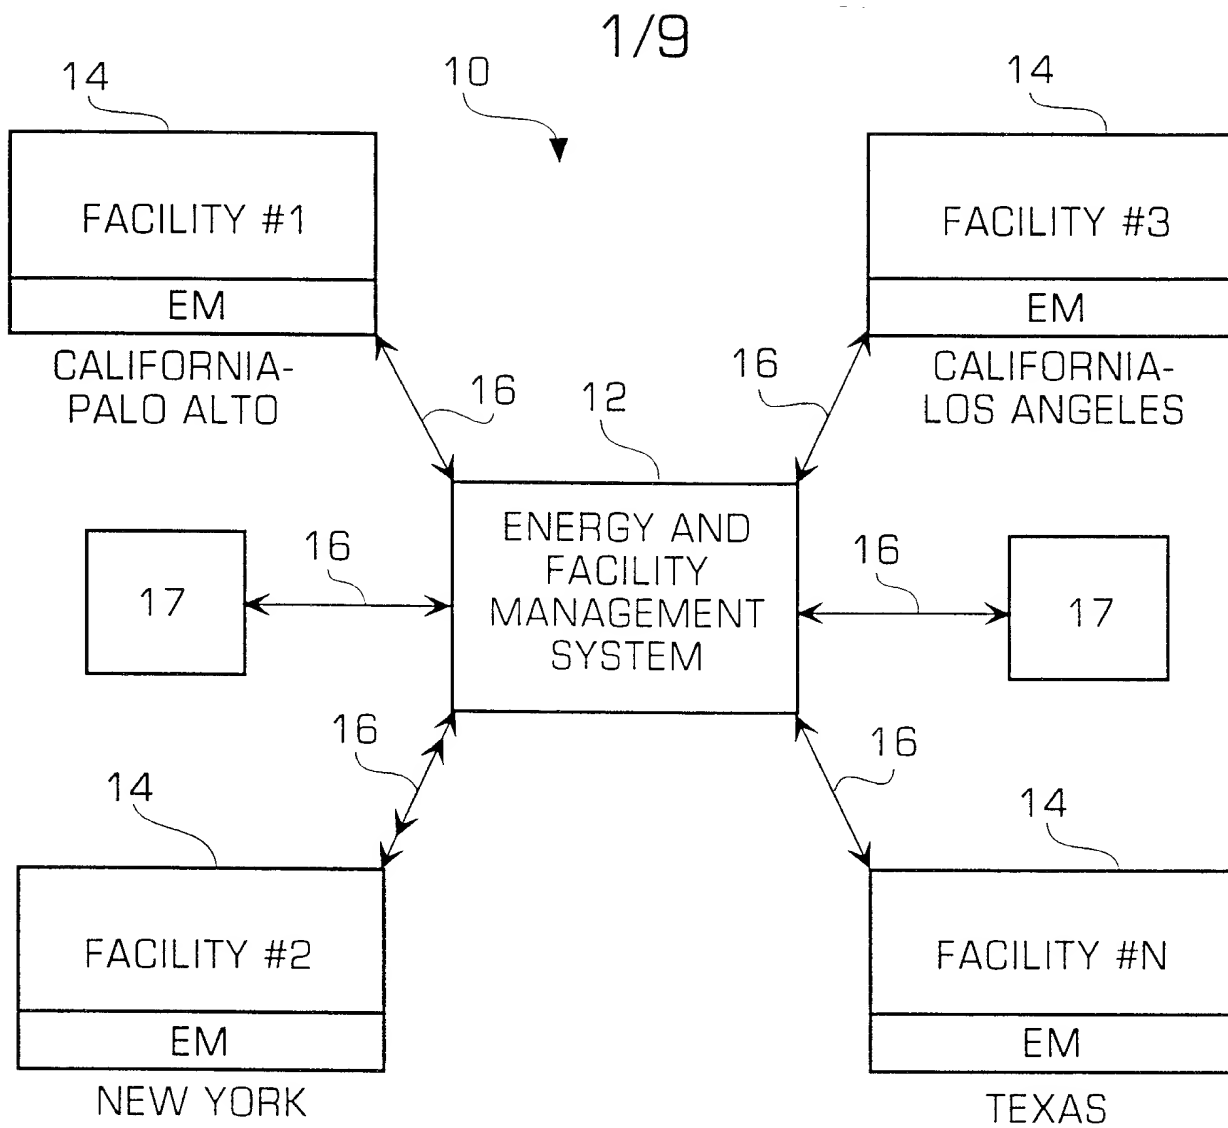 1/9
14
10
14
FACILITY #1
EM
CALIFORNIA-
PALO ALTO
FACILITY #3
EM
CALIFORNIA-
LOS ANGELES
16
12
16
ENERGY AND
FACILITY
MANAGEMENT
SYSTEM
17
16
16
17
16
16
14
FACILITY #2
EM
NEW YORK
14
FACILITY #N
EM
TEXAS